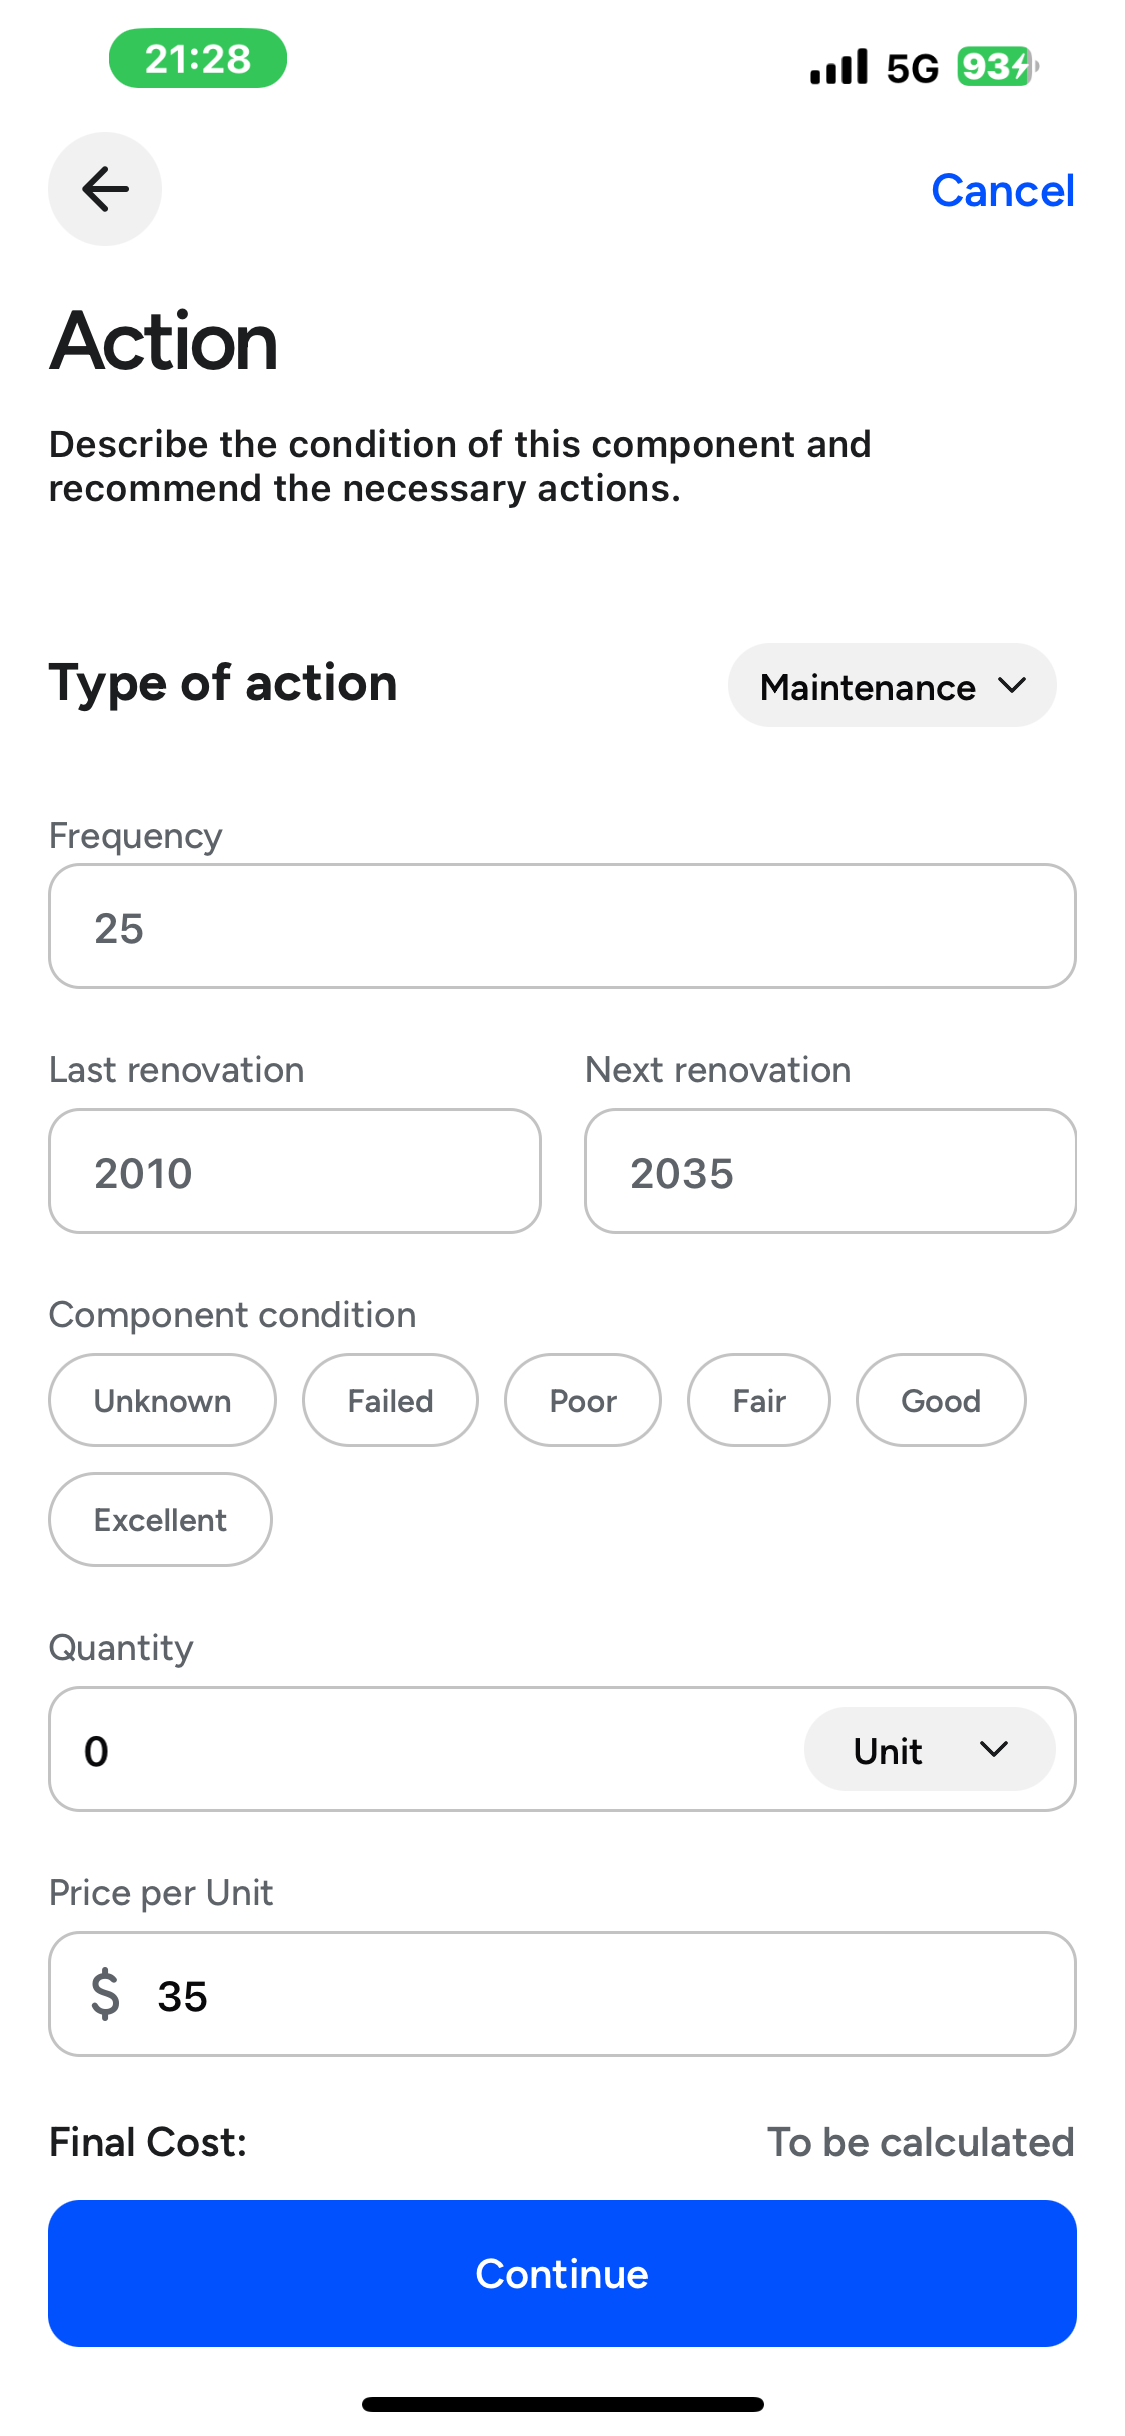 21:28
5G
93
Cancel
Action
Describe the condition of this component and
recommend the necessary actions.
Type of action
Maintenance
Frequency
25
Last renovation
Next renovation
2010
2035
Component condition
Unknown
Failed
Poor
Fair
Good
Excellent
Quantity
0
Unit
Price per Unit
$ 35
Final Cost:
To be calculated
Continue